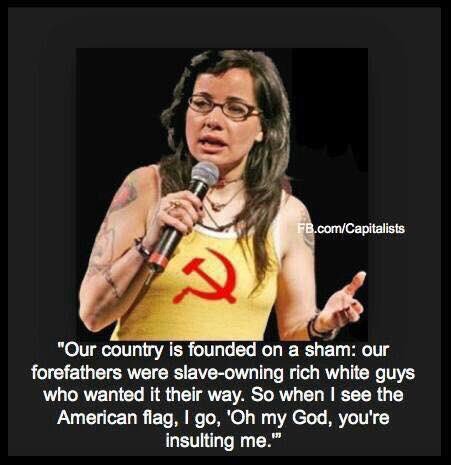 FB.com/Capitalists
"Our country is founded on a sham: our
forefathers were slave-owning rich white guys
who wanted it their way. So when I see the
American flag, I go, 'Oh my God, you're
insulting me.'"